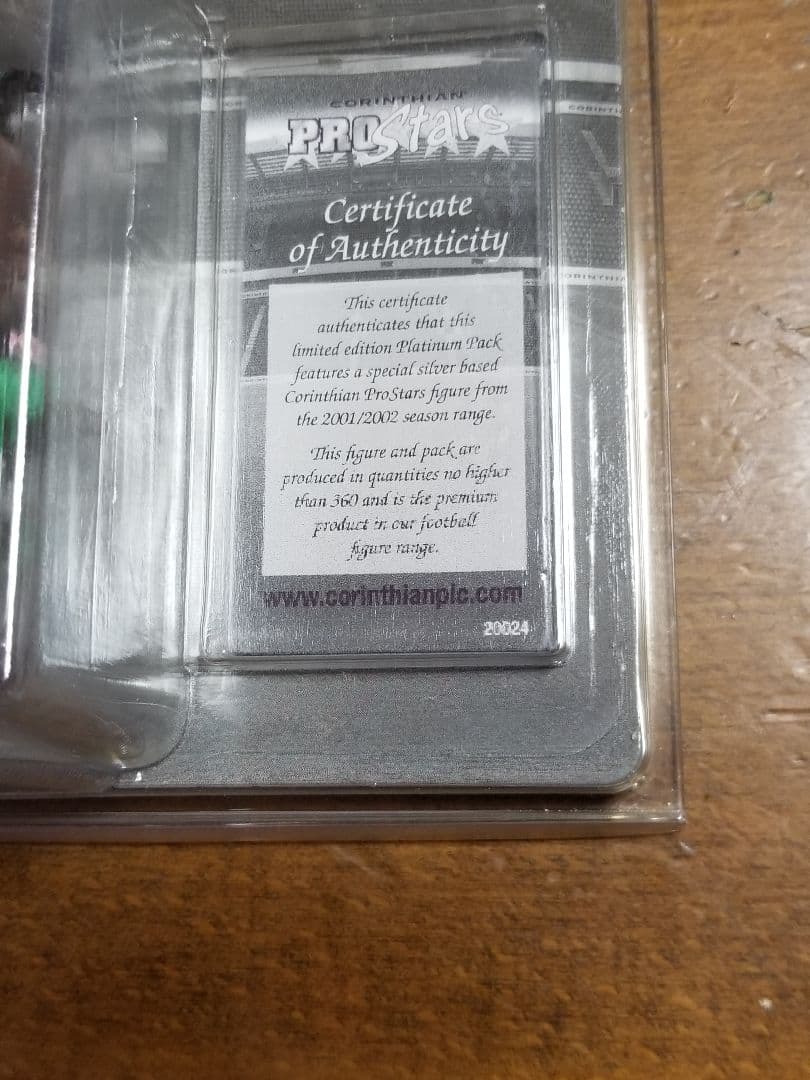 CORINTHIAN
PROStars
Certificate
of Authenticity
This certificate
authenticates that this
limited edition Platinum Pack
features a special silver based
Corinthian ProStars figure from
the 2001/2002 season range.
This figure and pack are
produced in quantities no higher
than 360 and is the premium
product in our football
figure range.
www.corinthianplc.com
20024